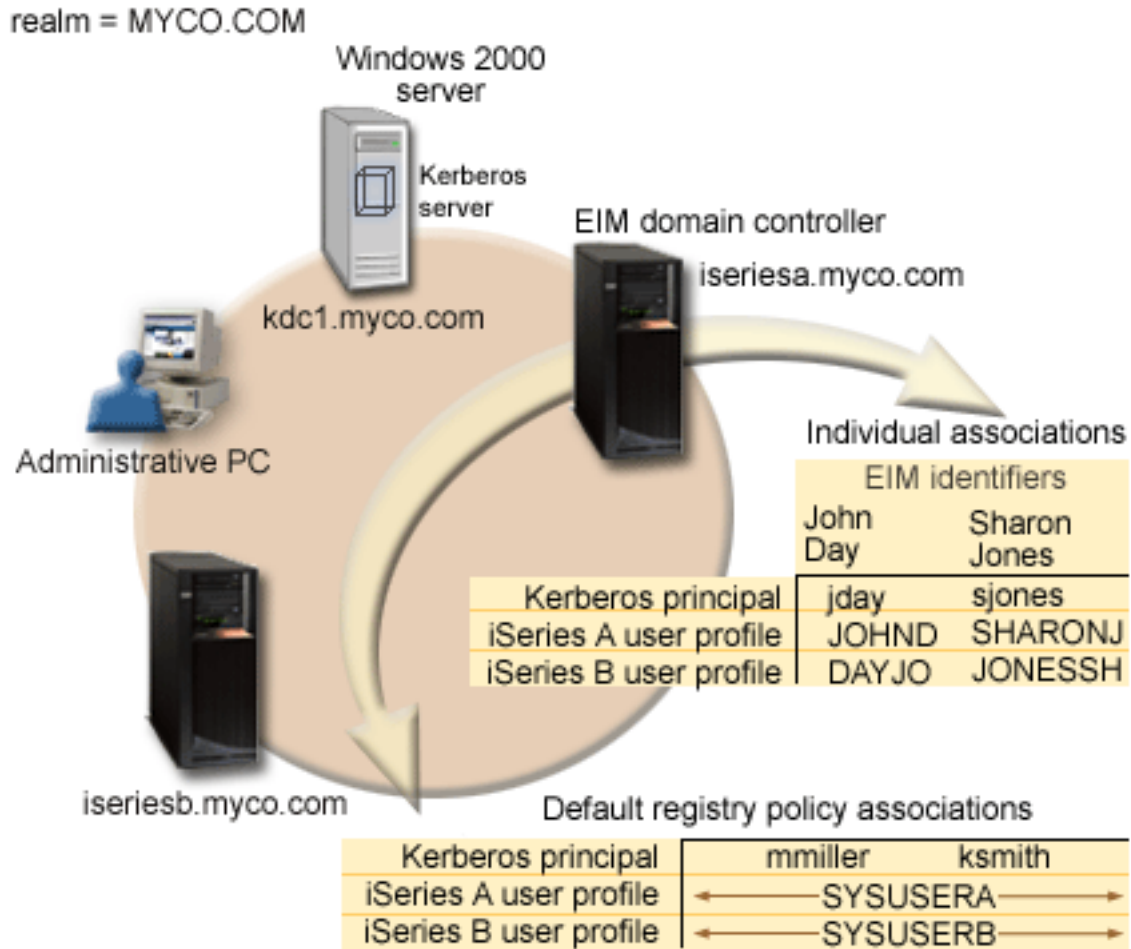 realm = MYCO.COM
Windows 2000
server
Kerberos
server
kdc1.myco.com
EIM domain controller
iseriesa.myco.com
Administrative PC
iseriesb.myco.com
Individual associations
EIM identifiers
John Day Sharon Jones
Kerberos principal jday sjones
iSeries A user profile JOHND SHARONJ
iSeries B user profile DAYJO JONESSH
Default registry policy associations
Kerberos principal mmiller ksmith
iSeries A user profile SYSUSERA
iSeries B user profile SYSUSERB